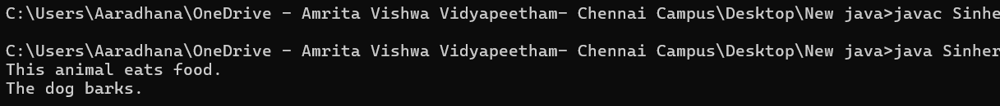 C:\Users\Aaradhana\OneDrive - Amrita Vishwa Vidyapeetham- Chennai Campus\Desktop\New java>javac Sinhe
C:\Users\Aaradhana\OneDrive - Amrita Vishwa Vidyapeetham- Chennai Campus\Desktop\New java>java Sinher
This animal eats food.
The dog barks.